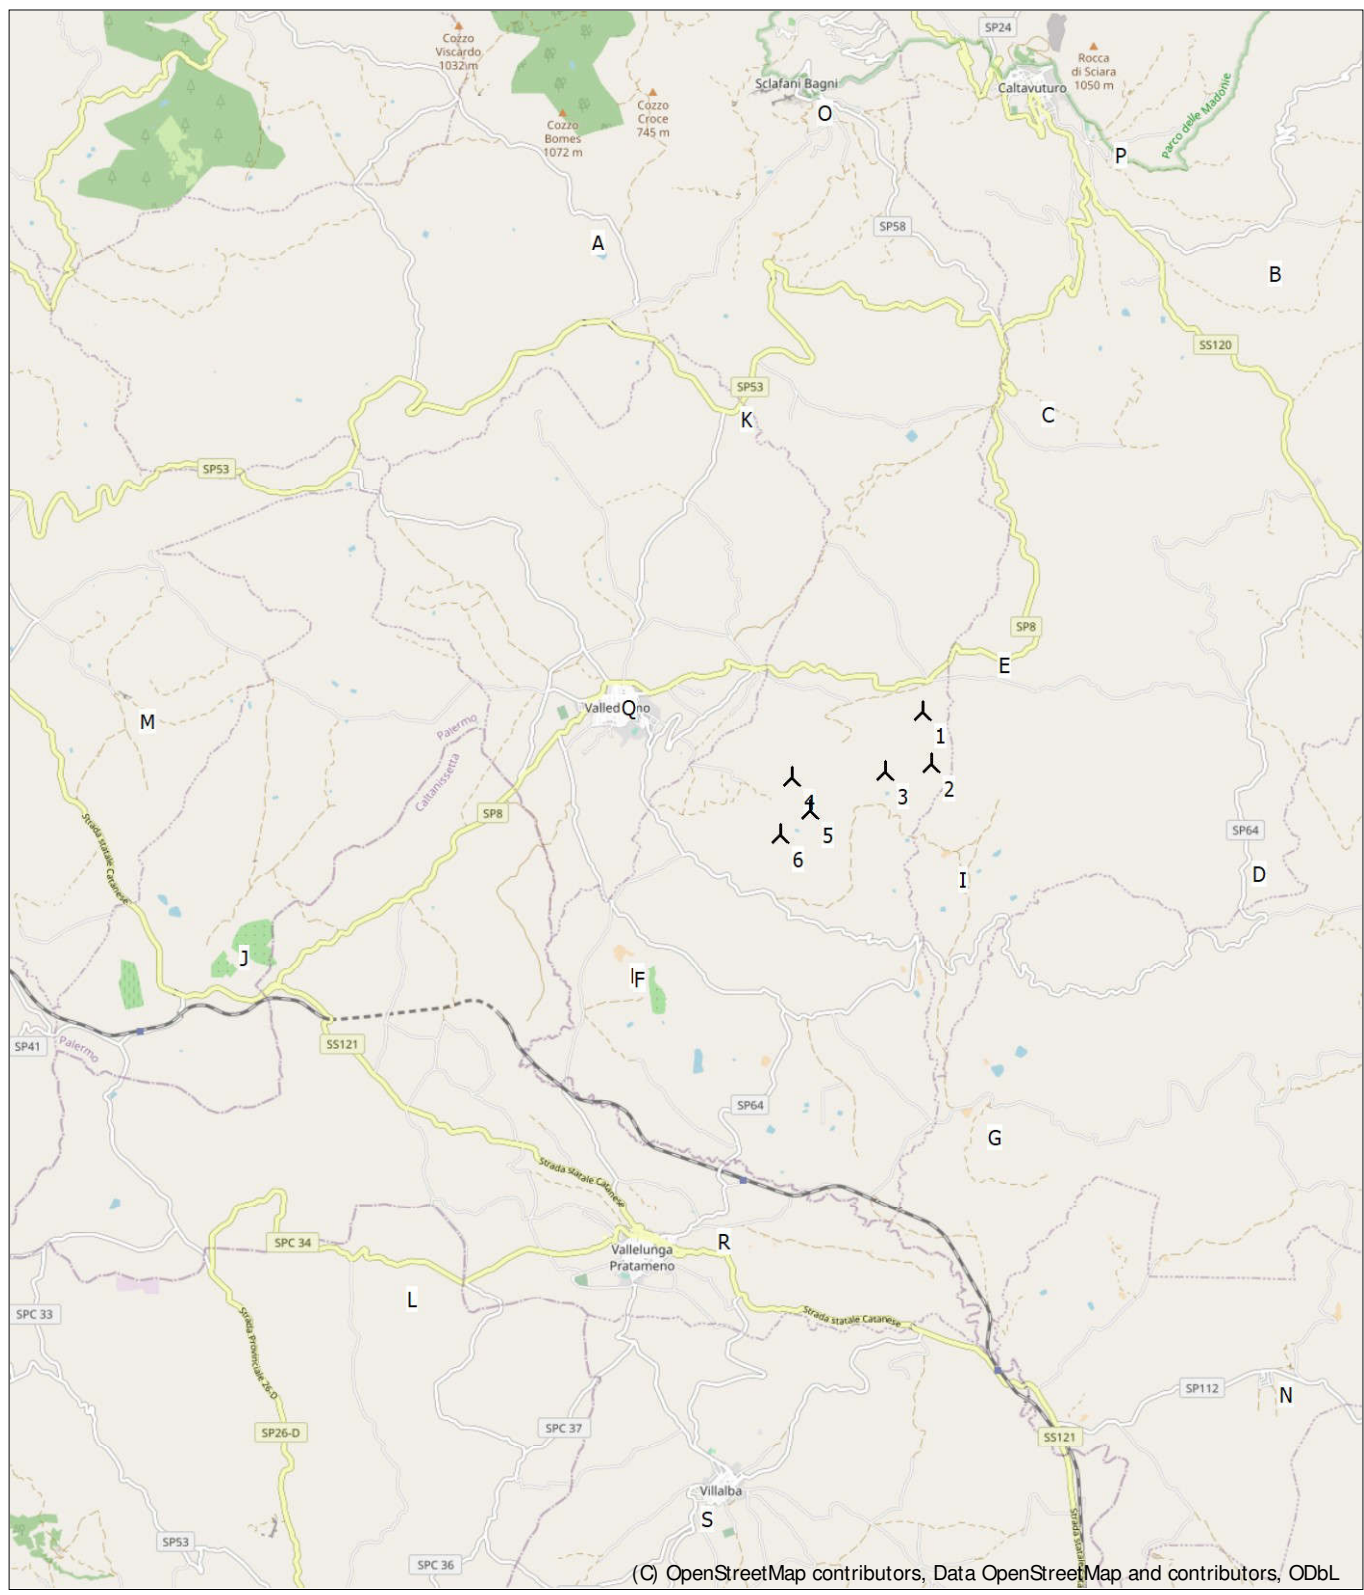 SP24
Cozzo
Viscardo
1032 m
Rocca
di Sciara
1050 m
Sclafani Bagni
Caltavuturo
Cozzo
Croce
745 m
Cozzo
Bomes
1072 m
O
P
Parco delle Madonie
SP58
A
B
SS120
SP53
K
C
SP53
SP8
E
M
Q
Palermo
Caltanissetta
1
2
3
4
5
6
SP8
Strada statale Catanese
SP64
D
I
J
F
SP41
Palermo
SS121
SP64
G
Strada statale Catanese
SPC 34
R
Vallelunga
Pratameno
L
SPC 33
Strada Provinciale 26-D
Strada statale Catanese
SP112
N
SP26-D
SPC 37
SS121
Villalba
S
SP53
SPC 36
(C) OpenStreetMap contributors, Data OpenStreetMap and contributors, ODbL